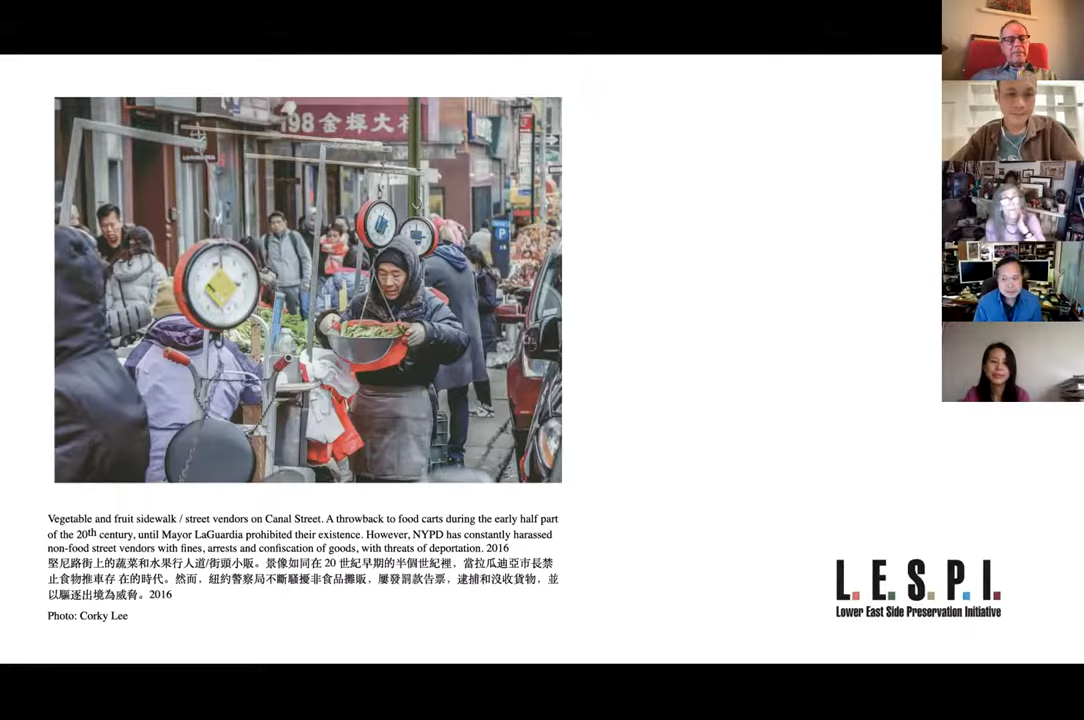 198金輝大樓
P
Vegetable and fruit sidewalk / street vendors on Canal Street. A throwback to food carts during the early half part
of the 20th century, until Mayor LaGuardia prohibited their existence. However, NYPD has constantly harassed
non-food street vendors with fines, arrests and confiscation of goods, with threats of deportation. 2016
堅尼路街上的蔬菜和水果行人道/街頭小販。景像如同在 20 世紀早期的半個世紀裡，當拉瓜迪亞市長禁
止食物推車存 在的時代。然而，紐約警察局不斷騷擾非食品攤販，屢發罰款告票，逮捕和沒收貨物，並
以驅逐出境為威脅。2016
Photo: Corky Lee
L.E.S.P.I.
Lower East Side Preservation Initiative